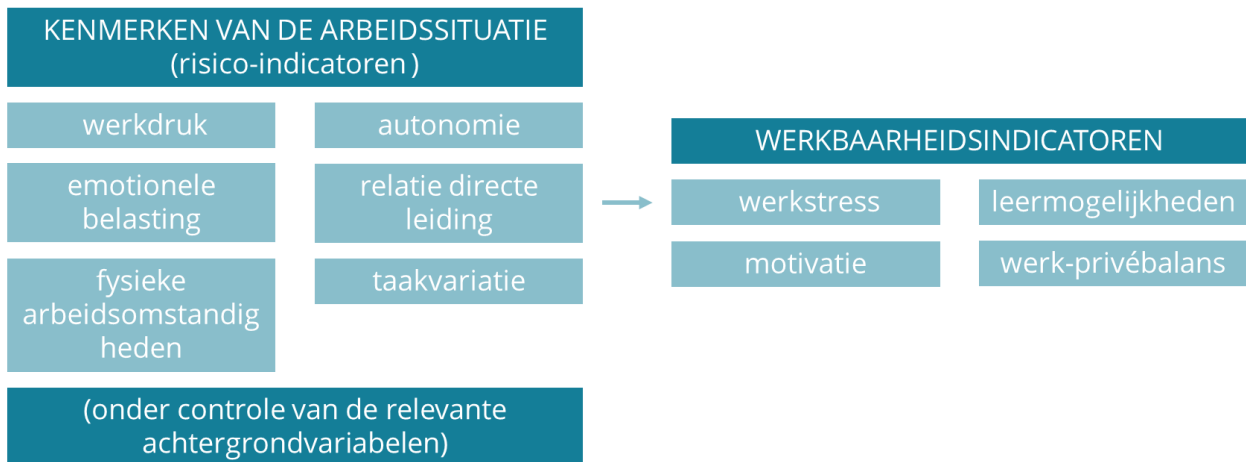 KENMERKEN VAN DE ARBEIDSSITUATIE
(risico-indicatoren )
werkdruk
autonomie
emotionele
belasting
relatie directe
leiding
fysieke
arbeidsomstandig
heden
taakvariatie
(onder controle van de relevante
achtergrondvariabelen)
WERKBAARHEIDSINDICATOREN
werkstress
leermogelijkheden
motivatie
werk-privébalans